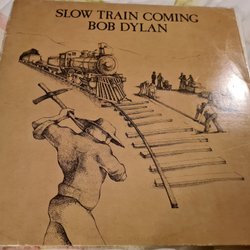 SLOW TRAIN COMING
BOB DYLAN